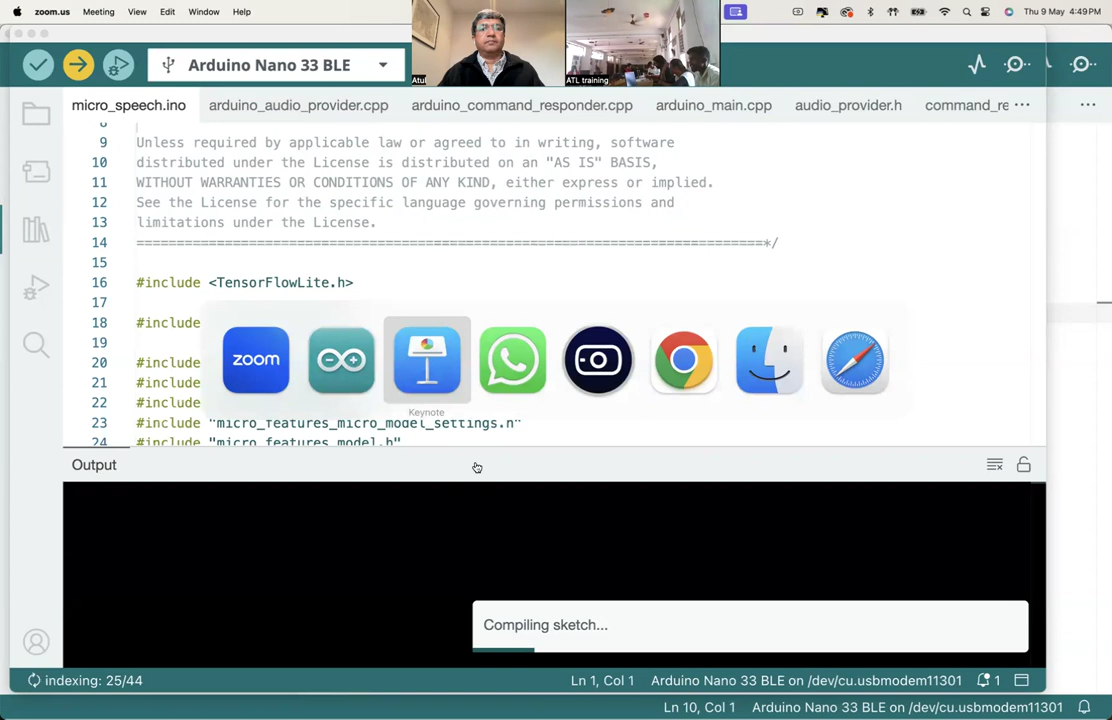 zoom.us Meeting View Edit Window Help Thu 9 May 4:49 PM
Atul
ATL training
Arduino Nano 33 BLE
micro_speech.ino arduino_audio_provider.cpp arduino_command_responder.cpp arduino_main.cpp audio_provider.h command_re ...
8
9 Unless required by applicable law or agreed to in writing, software
10 distributed under the License is distributed on an "AS IS" BASIS,
11 WITHOUT WARRANTIES OR CONDITIONS OF ANY KIND, either express or implied.
12 See the License for the specific language governing permissions and
13 limitations under the License.
14 ==============================================================================*/
15
16 #include <TensorFlowLite.h>
17
18 #include
19
20 #include
21 #include
22 #include
23 #include "micro_features_micro_model_settings.h"
24 #include "micro_features_model.h"
zoom
Keynote
Output
Compiling sketch...
indexing: 25/44 Ln 1, Col 1 Arduino Nano 33 BLE on /dev/cu.usbmodem11301 1
Ln 10, Col 1 Arduino Nano 33 BLE on /dev/cu.usbmodem11301